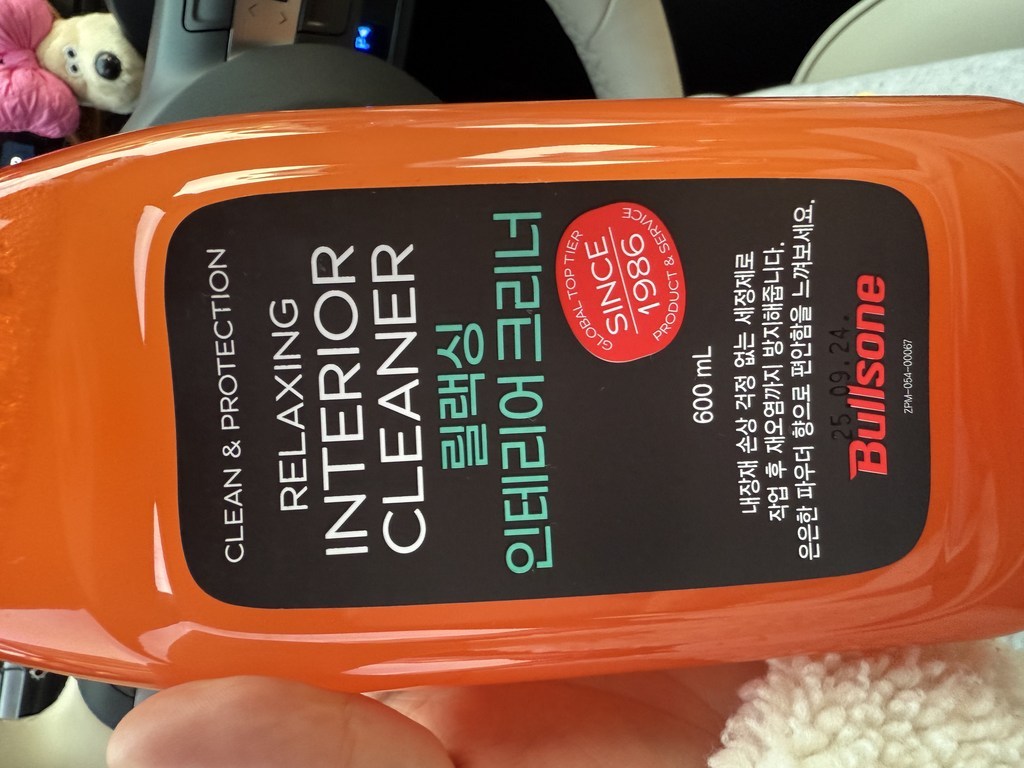 CLEAN & PROTECTION
RELAXING
INTERIOR
CLEANER
릴랙싱
인테리어 크리너
GLOBAL TOP TIER
SINCE
1986
PRODUCT & SERVICE
600 mL
내장재 손상 걱정 없는 세정제로
작업 후 재오염까지 방지해줍니다.
은은한 파우더 향으로 편안함을 느껴보세요.
25.09.24.
Bullsone
ZPM-054-00067